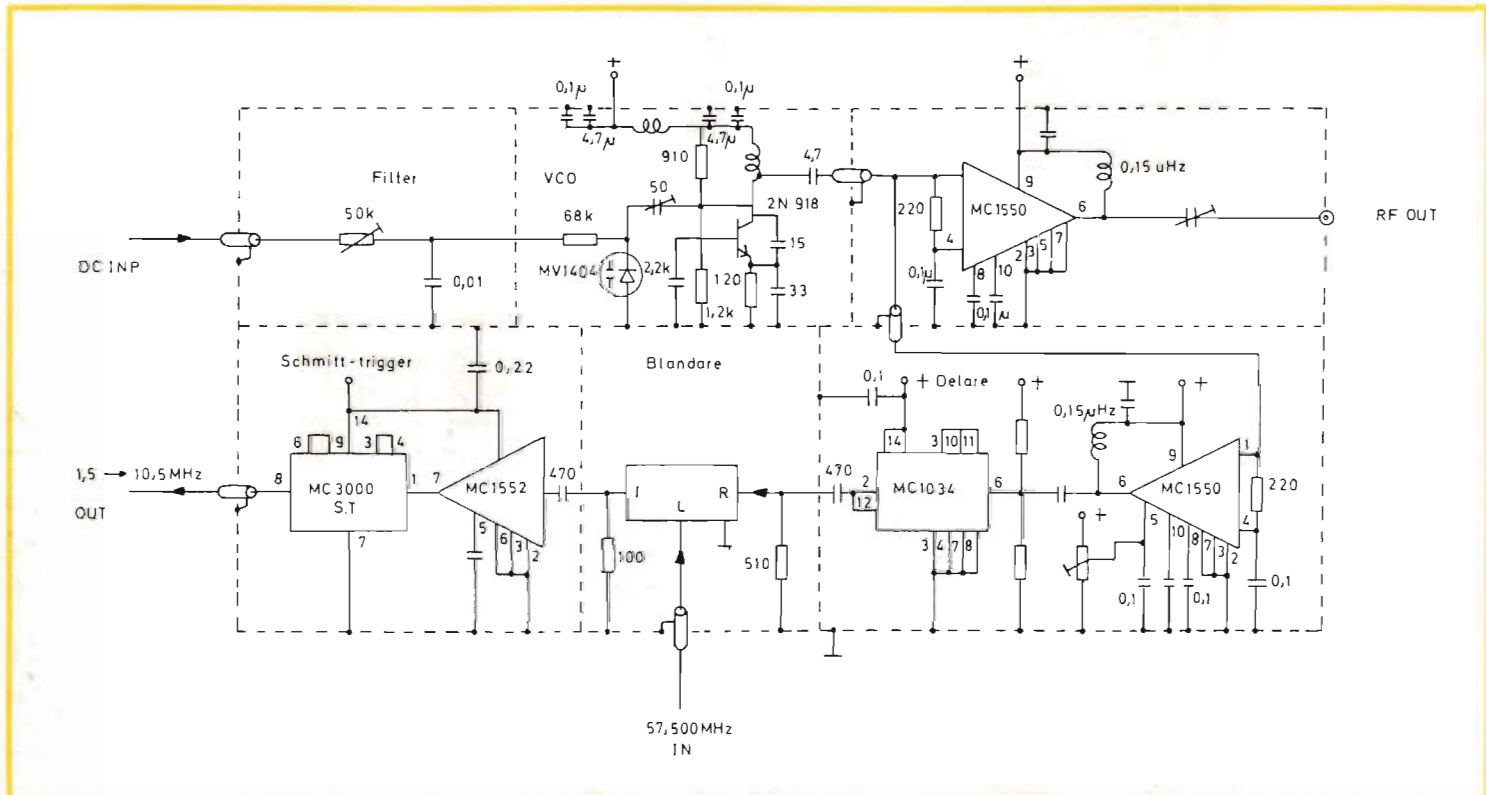 +
0,1µ
0,1µ
+
4,7µ
4,7µ
910
4,7
0,15 uHz
Filter
VCO
50
2N 918
220
MC1550
9
6
RF OUT
50k
68k
15
4
2
3
5
7
DC INP
0,01
MV1404
2,2k
120
33
0,1µ
8
10
1,2k
0,1µ
Schmitt-trigger
0,22
Blandare
0,1
+ Delare
+
+
0,15µHz
14
6
9
3
4
14
3
10
11
9
1
1,5 → 10,5 MHz
OUT
8
MC3000
S.T
1
7
MC1552
470
I
R
L
470
2
12
MC1034
6
6
MC1550
220
4
5
6
3
2
7
100
510
3
4
7
8
+
5
10
8
7
3
2
0,1
0,1
0,1
57,500MHz
IN